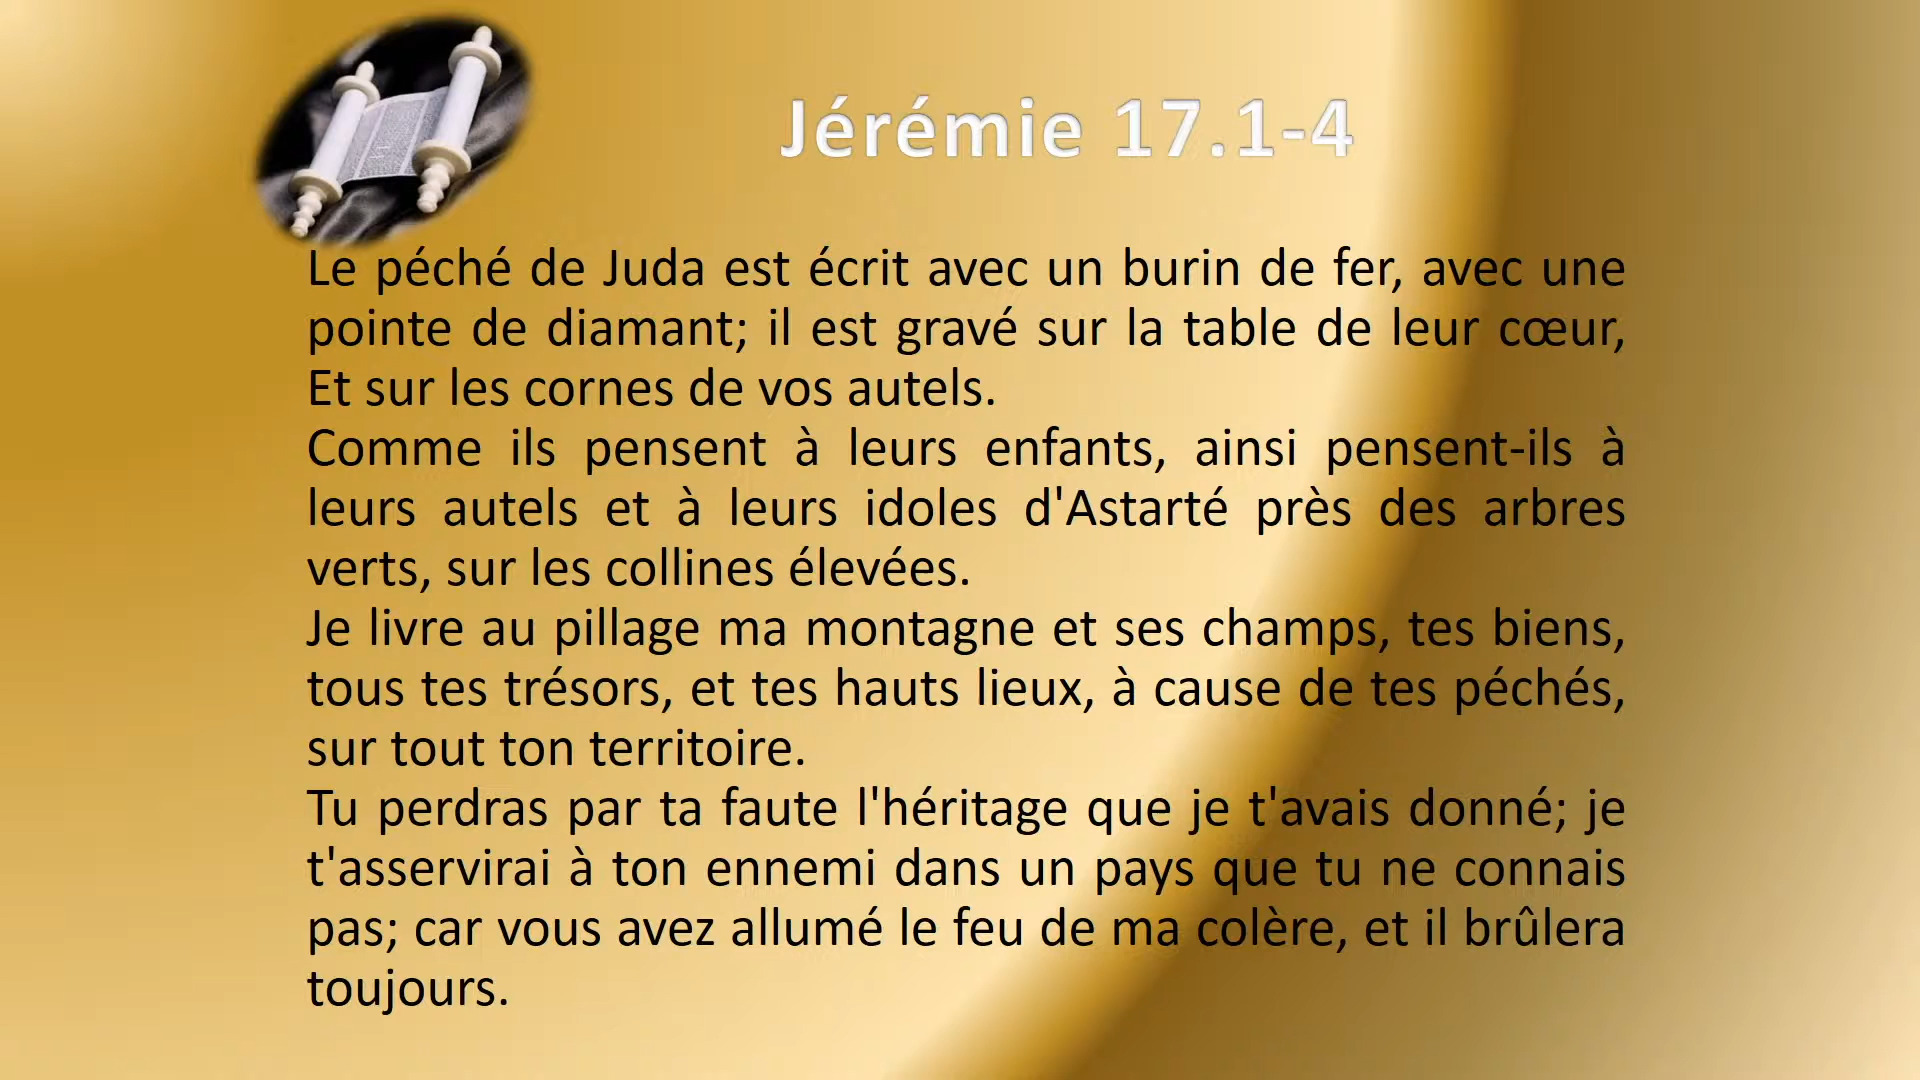 Jérémie 17.1-4
Le péché de Juda est écrit avec un burin de fer, avec une
pointe de diamant; il est gravé sur la table de leur cœur,
Et sur les cornes de vos autels.
Comme ils pensent à leurs enfants, ainsi pensent-ils à
leurs autels et à leurs idoles d'Astarté près des arbres
verts, sur les collines élevées.
Je livre au pillage ma montagne et ses champs, tes biens,
tous tes trésors, et tes hauts lieux, à cause de tes péchés,
sur tout ton territoire.
Tu perdras par ta faute l'héritage que je t'avais donné; je
t'asservirai à ton ennemi dans un pays que tu ne connais
pas; car vous avez allumé le feu de ma colère, et il brûlera
toujours.